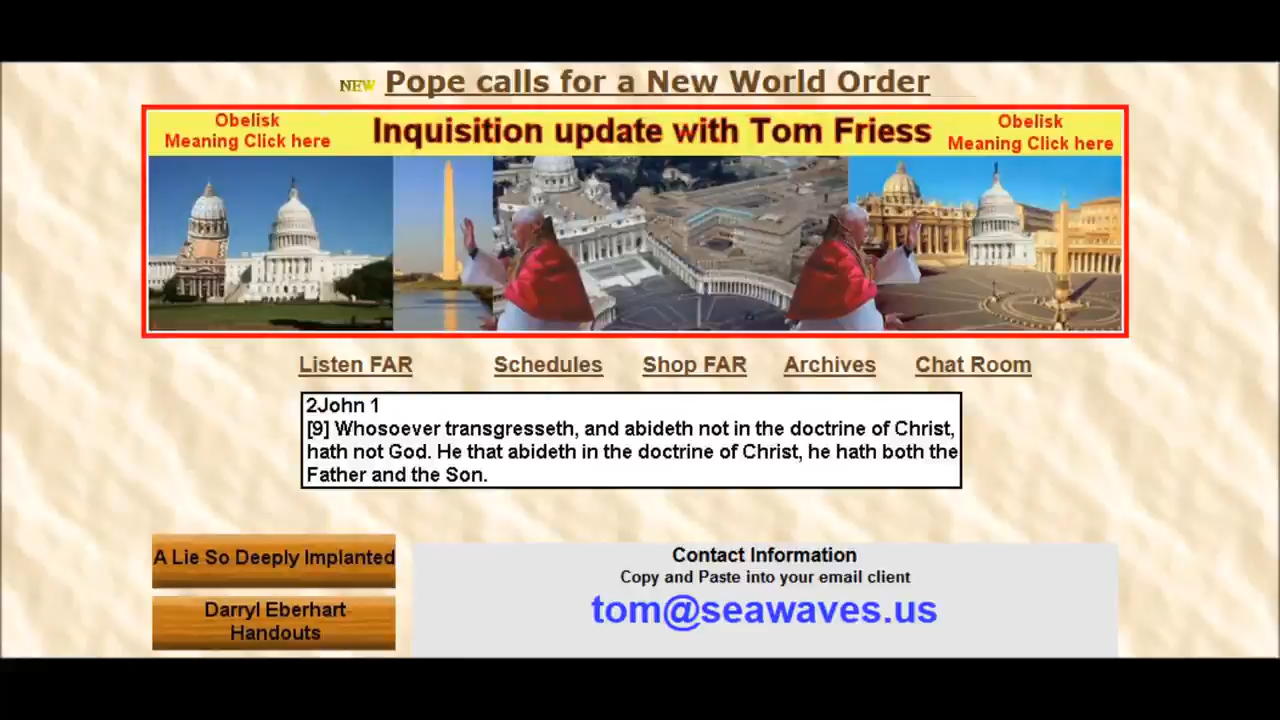 NEW Pope calls for a New World Order
Obelisk
Meaning Click here
Inquisition update with Tom Friess
Obelisk
Meaning Click here
Listen FAR Schedules Shop FAR Archives Chat Room
2John 1
[9] Whosoever transgresseth, and abideth not in the doctrine of Christ,
hath not God. He that abideth in the doctrine of Christ, he hath both the
Father and the Son.
A Lie So Deeply Implanted
Darryl Eberhart
Handouts
Contact Information
Copy and Paste into your email client
tom@seawaves.us